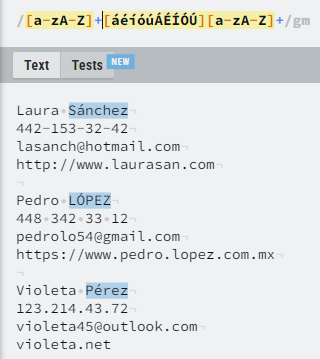 /[a-zA-Z]+[áéíóúÁÉÍÓÚ][a-zA-Z]+/gm
Text Tests NEW
Laura•Sánchez¬
442-153-32-42¬
lasanch@hotmail.com¬
http://www.laurasan.com¬
¬
Pedro•LÓPEZ¬
448•342•33•12¬
pedrolo54@gmail.com¬
https://www.pedro.lopez.com.mx¬
¬
Violeta•Pérez¬
123.214.43.72¬
violeta45@outlook.com¬
violeta.net